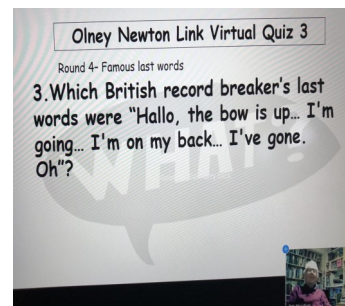 Olney Newton Link Virtual Quiz 3
Round 4- Famous last words
3.Which British record breaker's last
words were "Hallo, the bow is up... I'm
going... I'm on my back... I've gone.
Oh"?
WHAT?